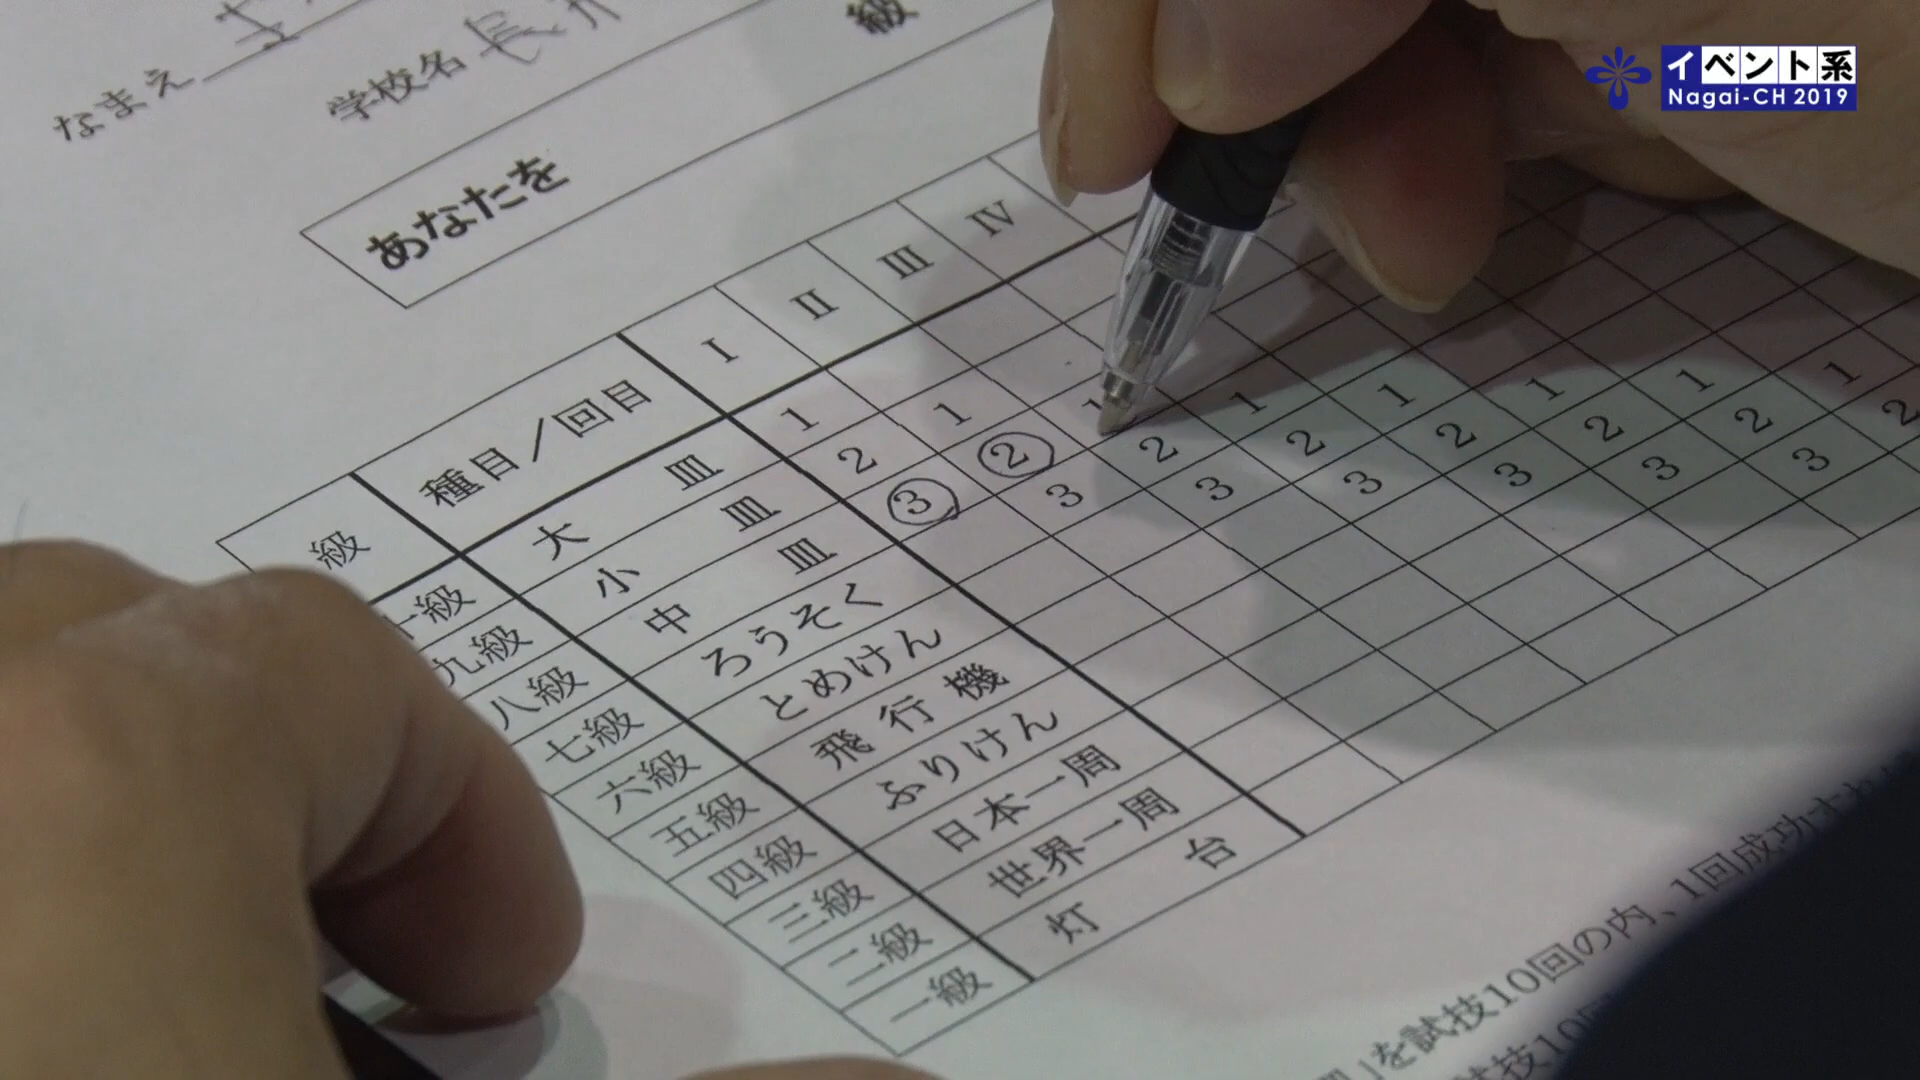 イベント系
Nagai-CH 2019
なまえ
学校名 長
あなたを 級
級 種目／回目 I II III IV
十級 大皿 1 1 1 1 1 1 1 1
九級 小皿 2 2 2 2 2 2 2 2
八級 中皿 3 3 3 3 3 3 3
七級 ろうそく
六級 とめけん
五級 飛行機
四級 ふりけん
三級 日本一周
二級 世界一周
一級 灯台
」を試技10回の内、1回成功
試技10